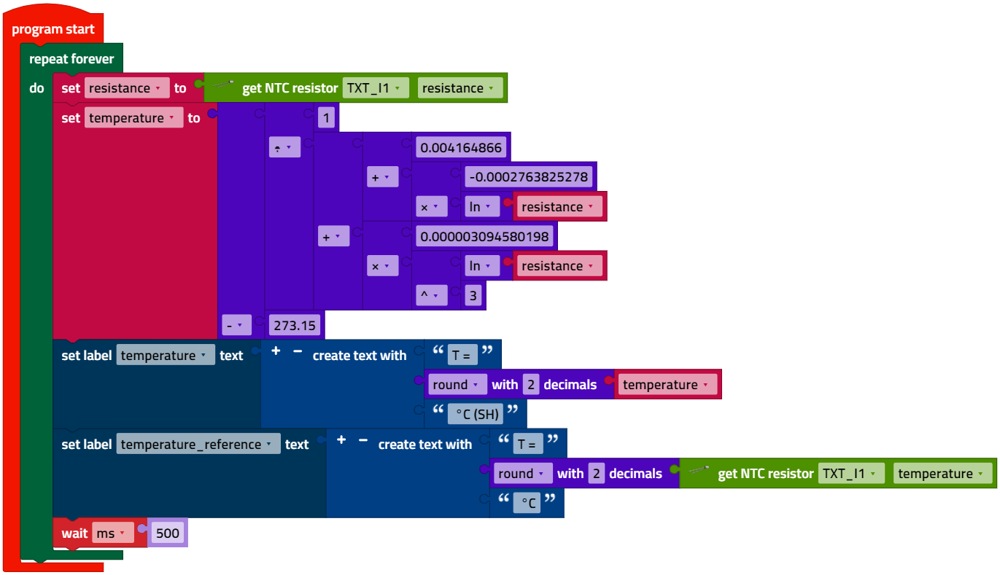 program start
repeat forever
do set resistance to get NTC resistor TXT_I1 resistance
set temperature to 1
÷ 0.004164866
+ -0.0002763825278
× ln resistance
+ 0.000003094580198
× ln resistance
^ 3
- 273.15
set label temperature text + − create text with “ T = ”
round with 2 decimals temperature
“ °C (SH) ”
set label temperature_reference text + − create text with “ T = ”
round with 2 decimals get NTC resistor TXT_I1 temperature
“ °C ”
wait ms 500